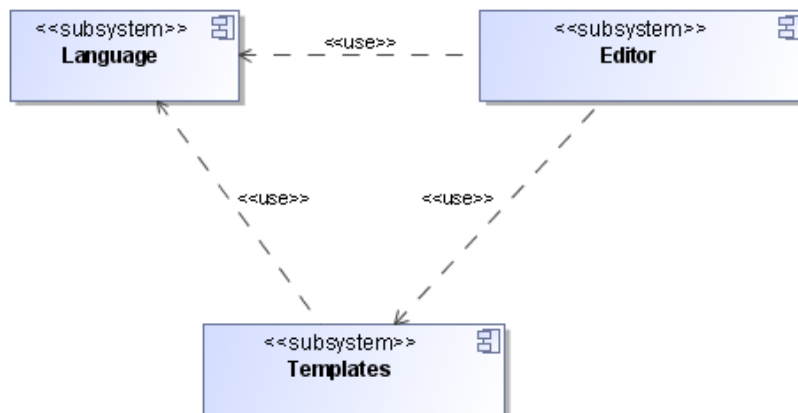 <<subsystem>>
Language
<<use>>
<<subsystem>>
Editor
<<use>>
<<use>>
<<subsystem>>
Templates